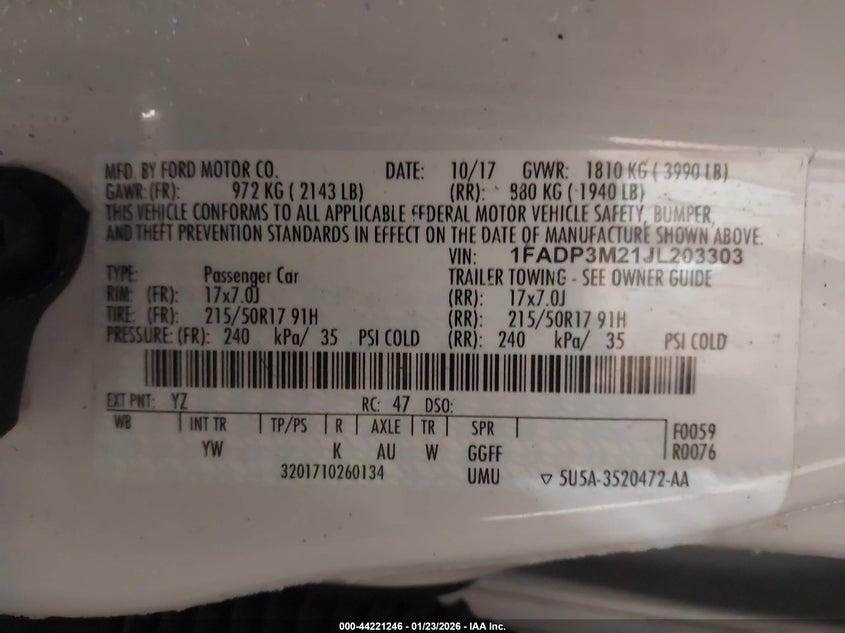 MFD. BY FORD MOTOR CO. DATE: 10/17 GVWR: 1810 KG ( 3990 LB)
GAWR: (FR): 972 KG ( 2143 LB) (RR): 880 KG ( 1940 LB)
THIS VEHICLE CONFORMS TO ALL APPLICABLE FEDERAL MOTOR VEHICLE SAFETY, BUMPER,
AND THEFT PREVENTION STANDARDS IN EFFECT ON THE DATE OF MANUFACTURE SHOWN ABOVE.
VIN: 1FADP3M21JL203303
TYPE: Passenger Car TRAILER TOWING - SEE OWNER GUIDE
RIM: (FR): 17x7.0J (RR): 17x7.0J
TIRE: (FR): 215/50R17 91H (RR): 215/50R17 91H
PRESSURE: (FR): 240 kPa/ 35 PSI COLD (RR): 240 kPa/ 35 PSI COLD
EXT PNT: YZ RC: 47 DSO:
WB INT TR TP/PS R AXLE TR SPR F0059
YW K AU W GGFF R0076
3201710260134 UMU ▽ 5U5A-3520472-AA
000-44221246 - 01/23/2026 - IAA Inc.